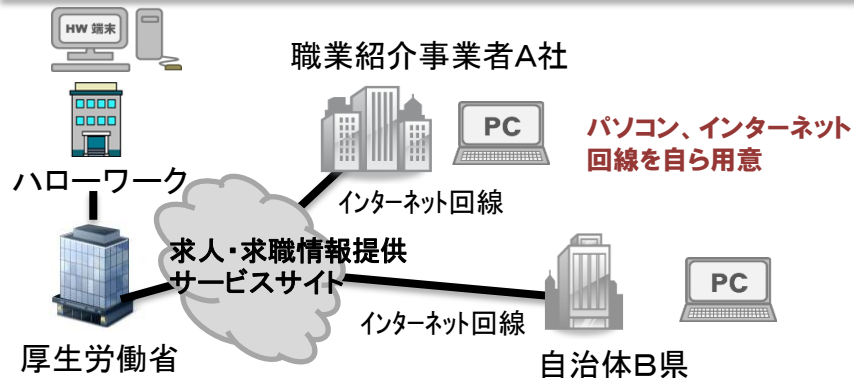 HW 端末
職業紹介事業者A社
PC
パソコン、インターネット
回線を自ら用意
ハローワーク
インターネット回線
求人・求職情報提供
サービスサイト
PC
インターネット回線
厚生労働省
自治体B県